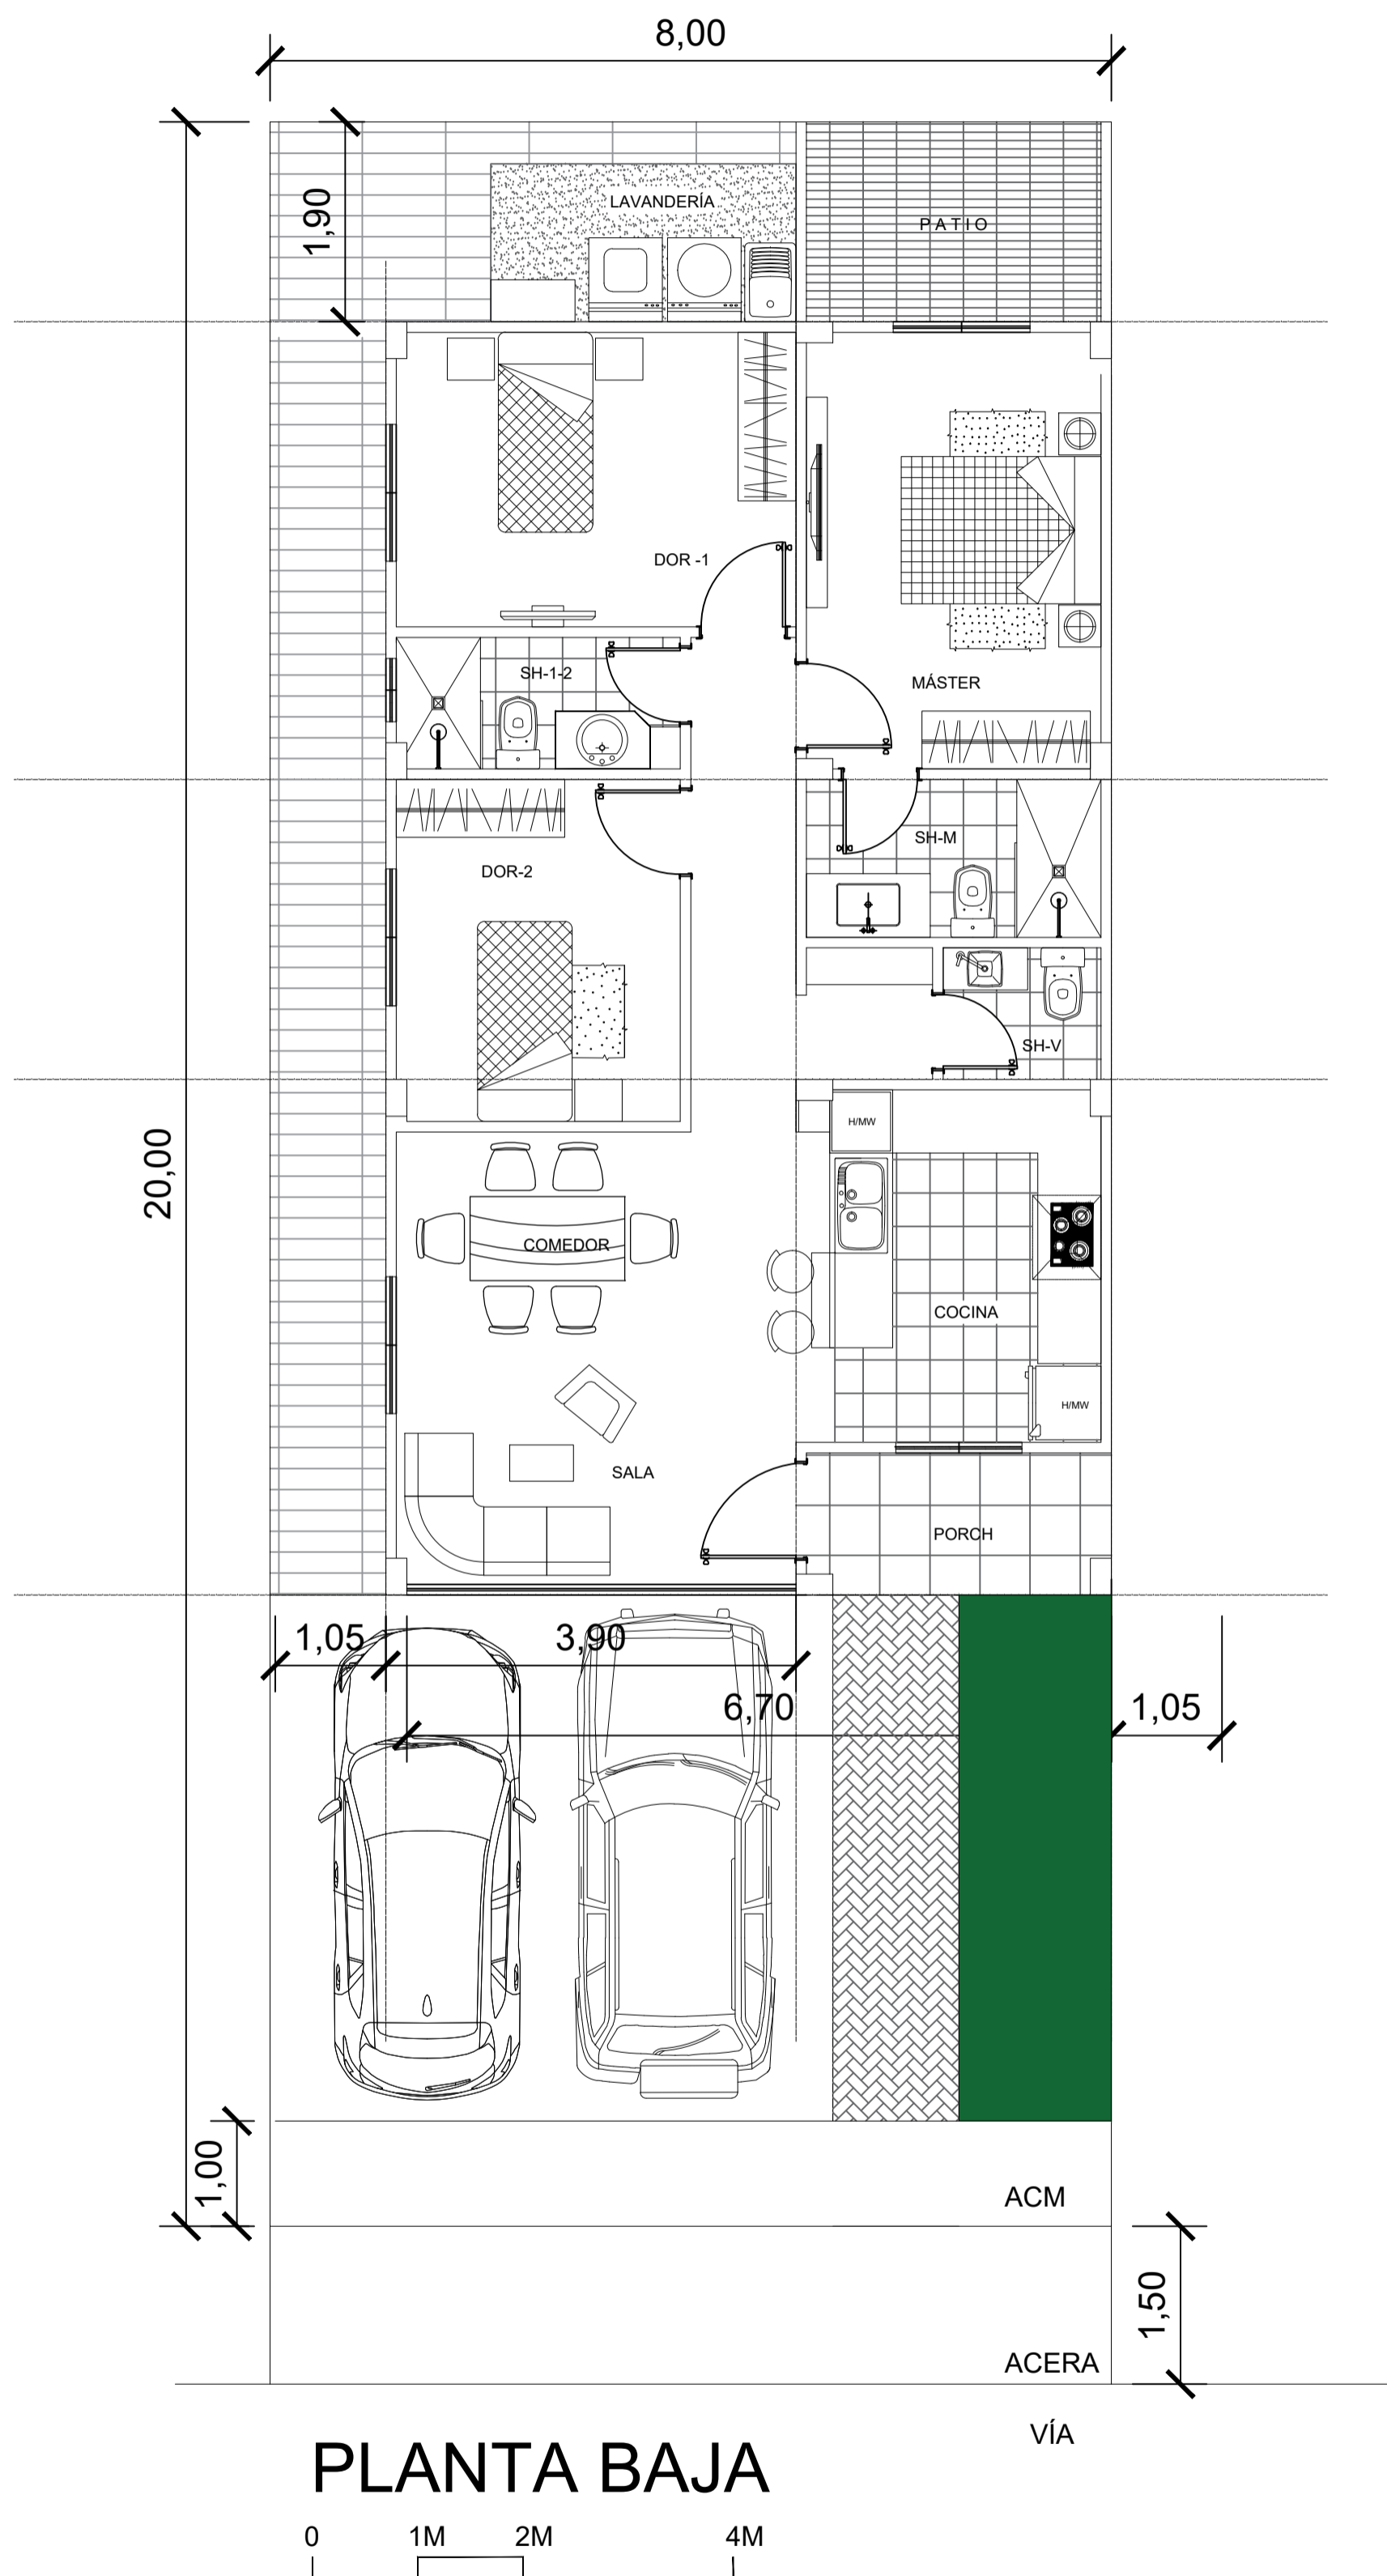 8,00
1,90
LAVANDERÍA
P A T I O
DOR -1
SH-1-2
MÁSTER
SH-M
DOR-2
SH-V
H/MW
20,00
COMEDOR
COCINA
H/MW
SALA
PORCH
1,05
3,90
6,70
1,05
1,00
ACM
1,50
ACERA
VÍA
PLANTA BAJA
0 1M 2M 4M